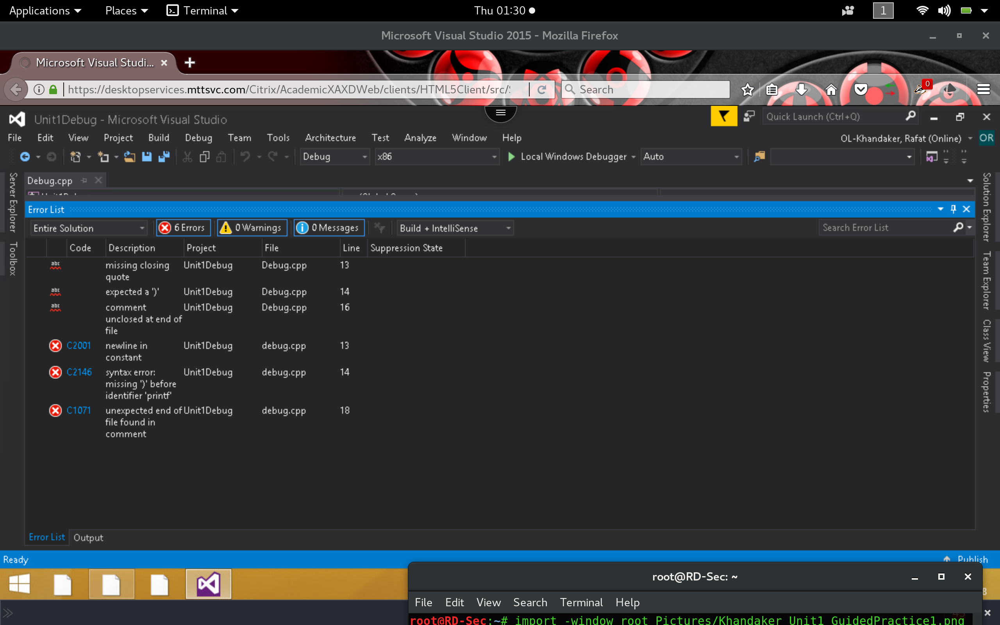 Applications Places Terminal Thu 01:30 1
Microsoft Visual Studio 2015 - Mozilla Firefox
Microsoft Visual Studi...
https://desktopservices.mttsvc.com/Citrix/AcademicXAXDWeb/clients/HTML5Client/src/ Search 0
Unit1Debug - Microsoft Visual Studio Quick Launch (Ctrl+Q)
File Edit View Project Build Debug Team Tools Architecture Test Analyze Window Help OL-Khandaker, Rafat (Online) OR
Debug x86 Local Windows Debugger Auto
Server Explorer
Toolbox
Debug.cpp
Error List
Entire Solution 6 Errors 0 Warnings 0 Messages Build + IntelliSense Search Error List
Code Description Project File Line Suppression State
abc missing closing Unit1Debug Debug.cpp 13
quote
abc expected a ')' Unit1Debug Debug.cpp 14
abc comment Unit1Debug Debug.cpp 16
unclosed at end of
file
C2001 newline in Unit1Debug debug.cpp 13
constant
C2146 syntax error: Unit1Debug debug.cpp 14
missing ')' before
identifier 'printf'
C1071 unexpected end of Unit1Debug debug.cpp 18
file found in
comment
Solution Explorer
Team Explorer
Class View
Properties
Error List Output
Ready Publish
root@RD-Sec: ~
File Edit View Search Terminal Help
root@RD-Sec:~# import -window root Pictures/Khandaker_Unit1_GuidedPractice1.png